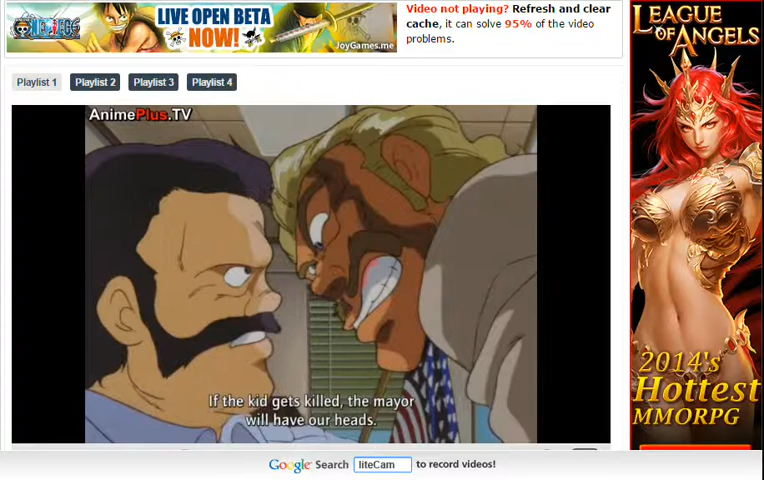 ONE PIECE
LIVE OPEN BETA
NOW!
JoyGames.me
Video not playing? Refresh and clear
cache, it can solve 95% of the video
problems.
LEAGUE
OF ANGELS
Playlist 1 Playlist 2 Playlist 3 Playlist 4
AnimePlus.TV
If the kid gets killed, the mayor
will have our heads.
2014's
Hottest
MMORPG
Google Search liteCam to record videos!